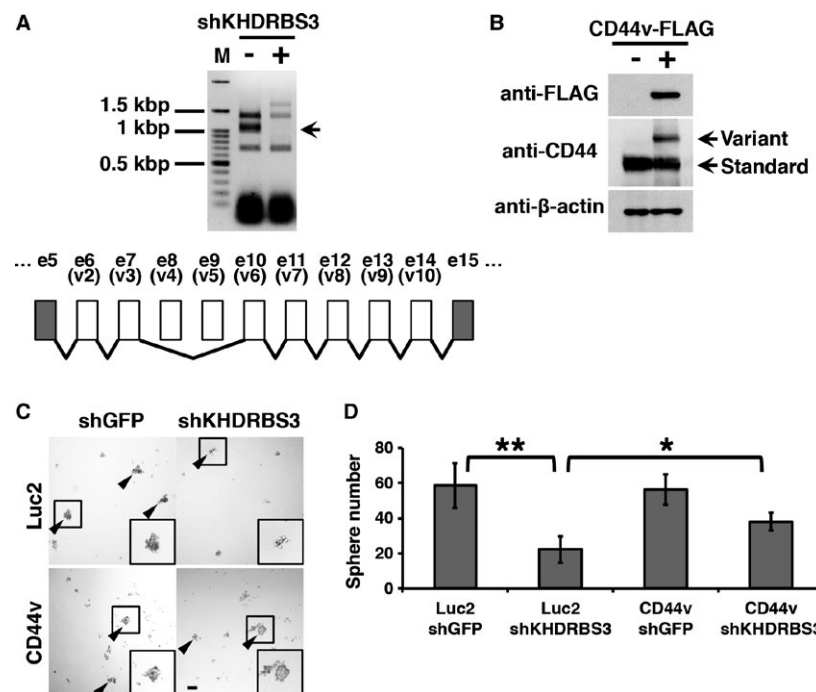 A
shKHDRBS3
M - +
1.5 kbp
1 kbp
0.5 kbp
B
CD44v-FLAG
- +
anti-FLAG
anti-CD44
Variant
Standard
anti-β-actin
... e5 e6 e7 e8 e9 e10 e11 e12 e13 e14 e15 ...
(v2) (v3) (v4) (v5) (v6) (v7) (v8) (v9) (v10)
C
shGFP shKHDRBS3
Luc2
CD44v
D
Sphere number
80
60
40
20
0
** *
Luc2 Luc2 CD44v CD44v
shGFP shKHDRBS3 shGFP shKHDRBS3